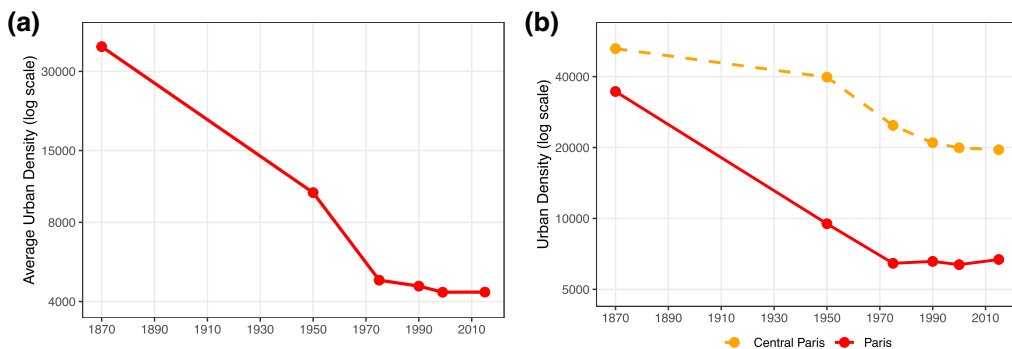 (a)
Average Urban Density (log scale)
30000
15000
8000
4000
1870 1890 1910 1930 1950 1970 1990 2010
(b)
Urban Density (log scale)
40000
20000
10000
5000
1870 1890 1910 1930 1950 1970 1990 2010
Central Paris Paris